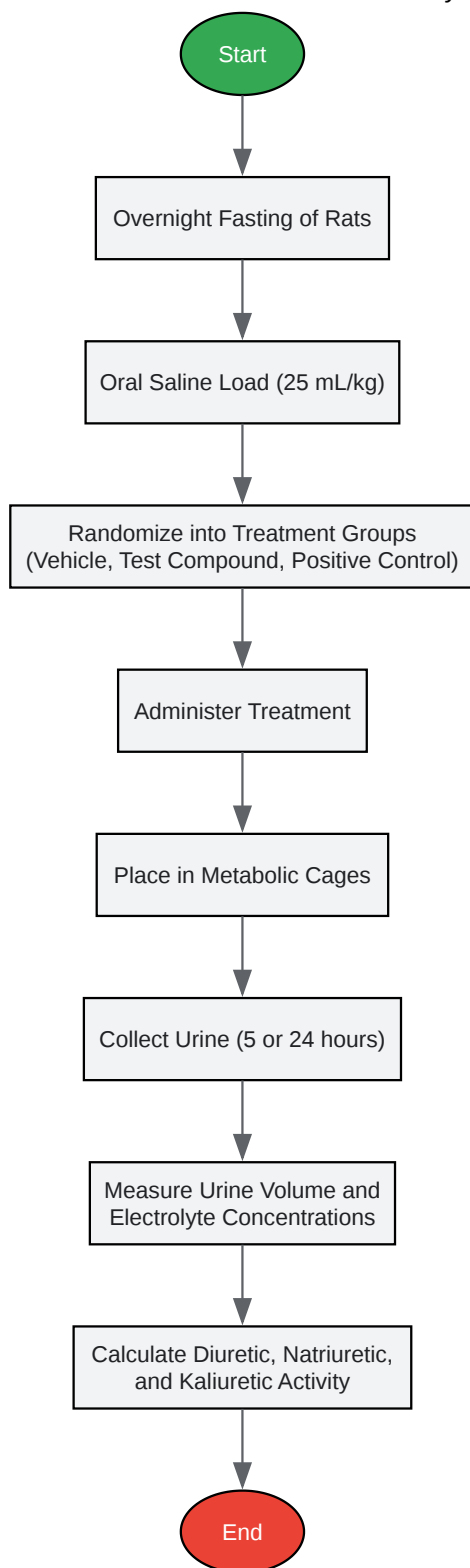 Start
Overnight Fasting of Rats
Oral Saline Load (25 mL/kg)
Randomize into Treatment Groups
(Vehicle, Test Compound, Positive Control)
Administer Treatment
Place in Metabolic Cages
Collect Urine (5 or 24 hours)
Measure Urine Volume and
Electrolyte Concentrations
Calculate Diuretic, Natriuretic,
and Kaliuretic Activity
End